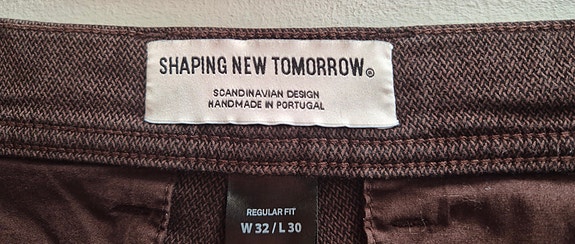 SHAPING NEW TOMORROW®
SCANDINAVIAN DESIGN
HANDMADE IN PORTUGAL
REGULAR FIT
W 32 / L 30